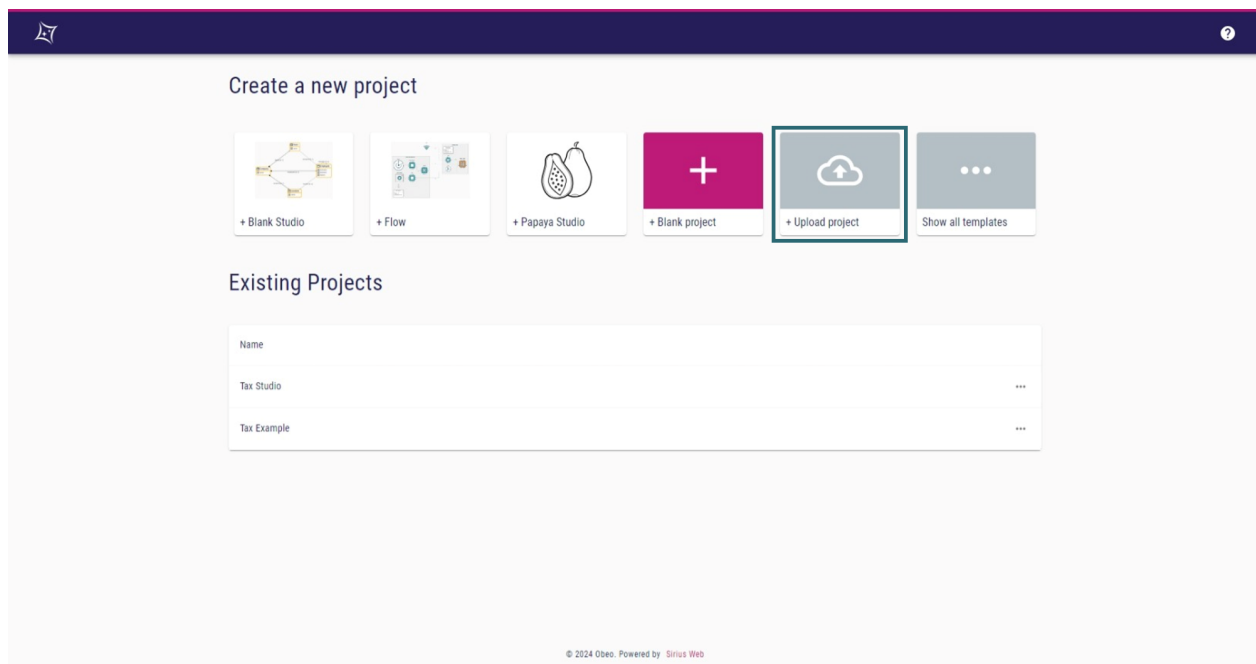 Create a new project
+ Blank Studio
+ Flow
+ Papaya Studio
+ Blank project
+ Upload project
Show all templates
Existing Projects
Name
Tax Studio
Tax Example
© 2024 Obeo. Powered by Sirius Web